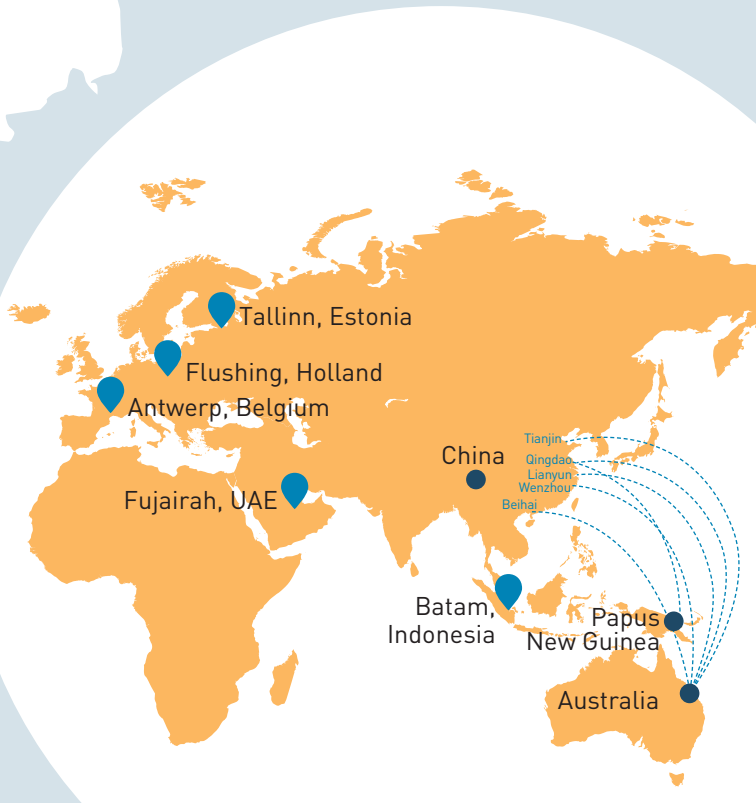 Tallinn, Estonia
Flushing, Holland
Antwerp, Belgium
Tianjin
China
Qingdao
Lianyun
Wenzhou
Fujairah, UAE
Beihai
Batam,
Indonesia
Papus
New Guinea
Australia